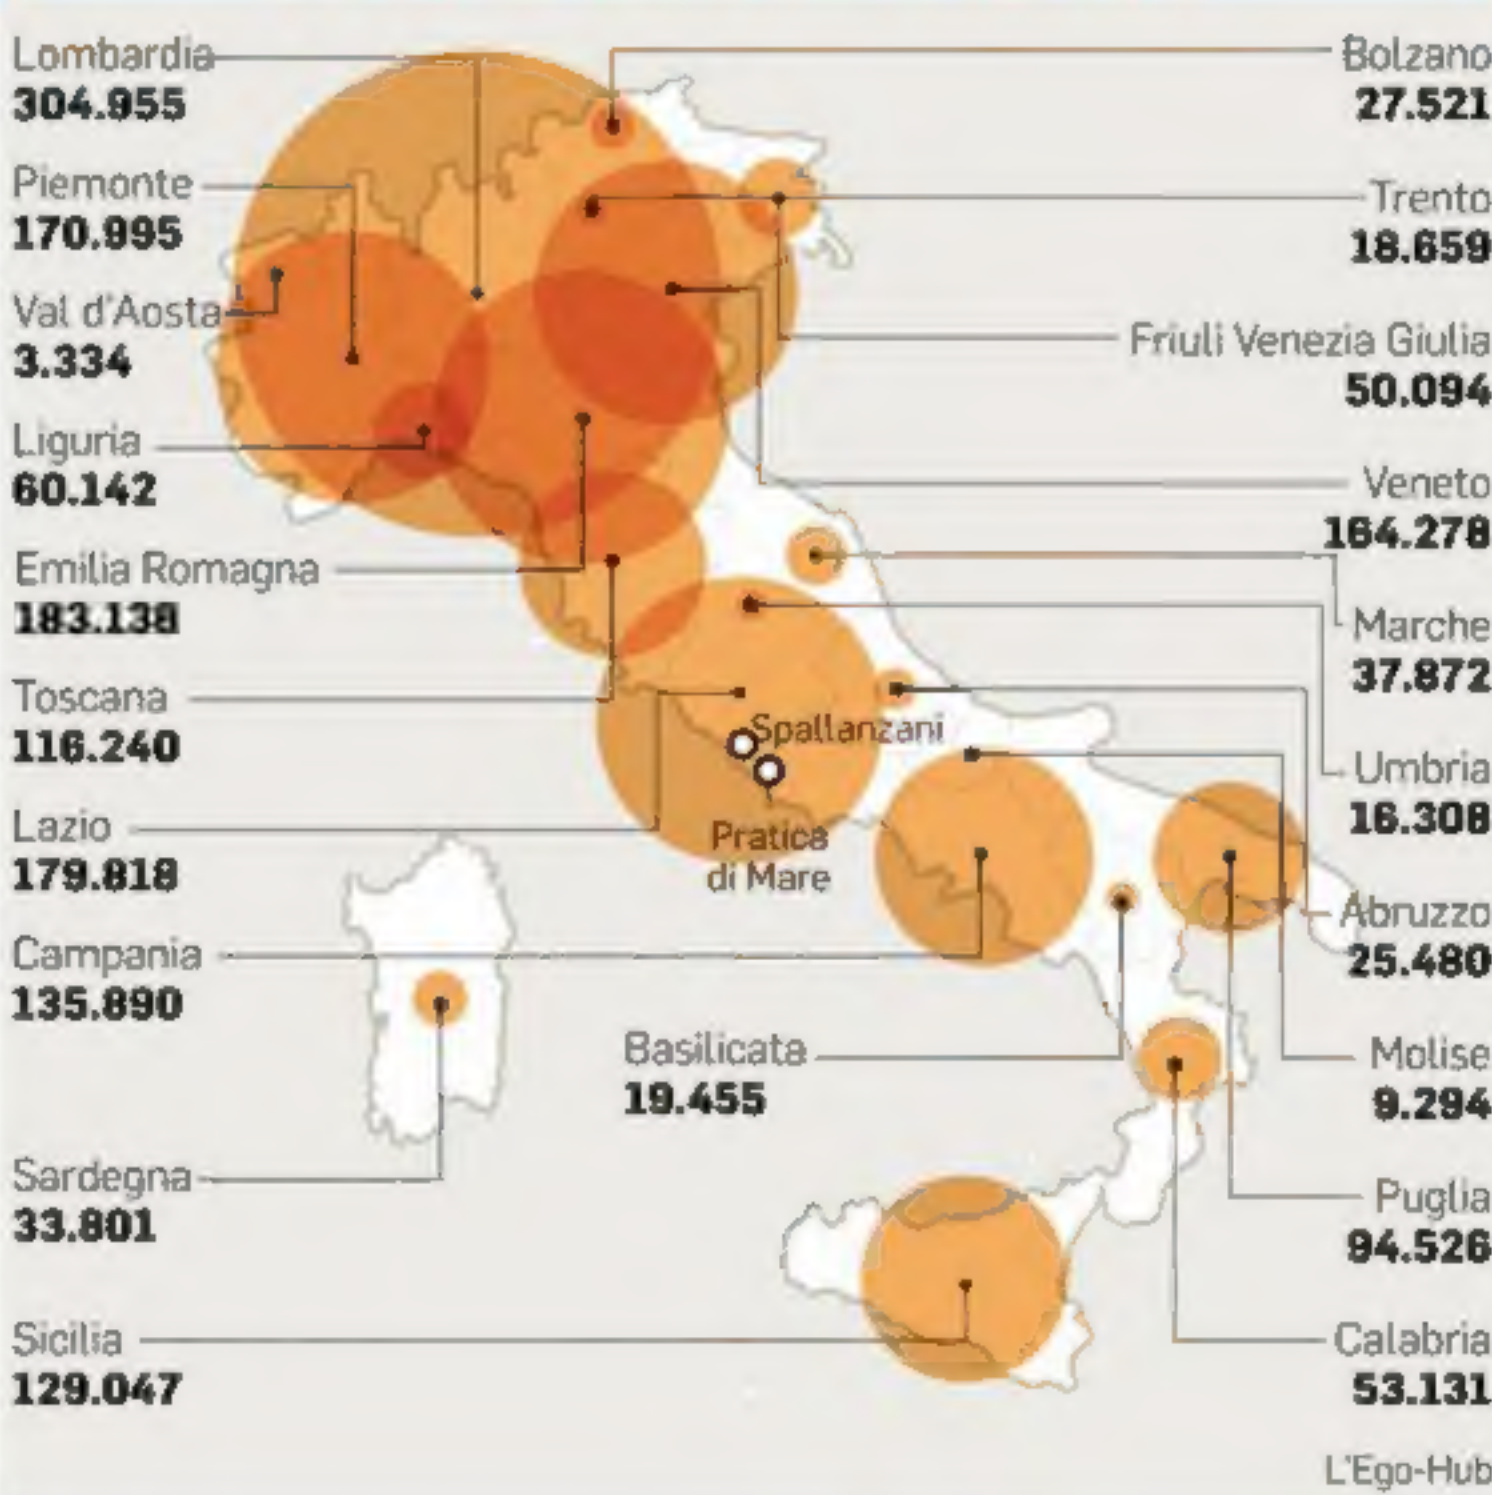 Lombardia
304.955
Piemonte
170.995
Val d'Aosta
3.334
Liguria
60.142
Emilia Romagna
183.138
Toscana
116.240
Lazio
179.818
Campania
135.890
Sardegna
33.801
Sicilia
129.047
Spallanzani
Pratica
di Mare
Basilicata
19.455
Bolzano
27.521
Trento
18.659
Friuli Venezia Giulia
50.094
Veneto
164.278
Marche
37.872
Umbria
16.308
Abruzzo
25.480
Molise
9.294
Puglia
94.526
Calabria
53.131
L'Ego-Hub